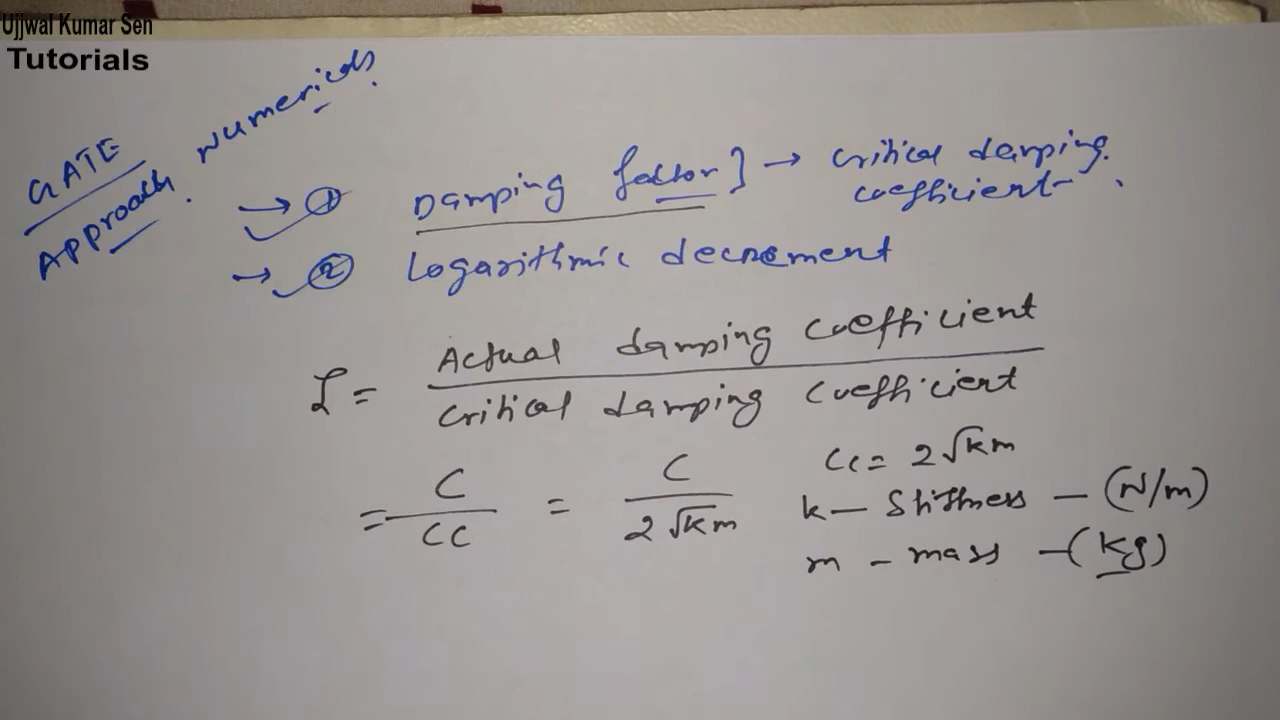 Ujjwal Kumar Sen
Tutorials
GATE
APProach Numericals.
→ ① Damping factor] → critical damping coefficient.
→ ② Logarithmic decrement
ξ = Actual damping coefficient / critical damping coefficient
= C / CC = C / 2√km
CC = 2√km
k — Stiffness — (N/m)
m - mass - (kg)